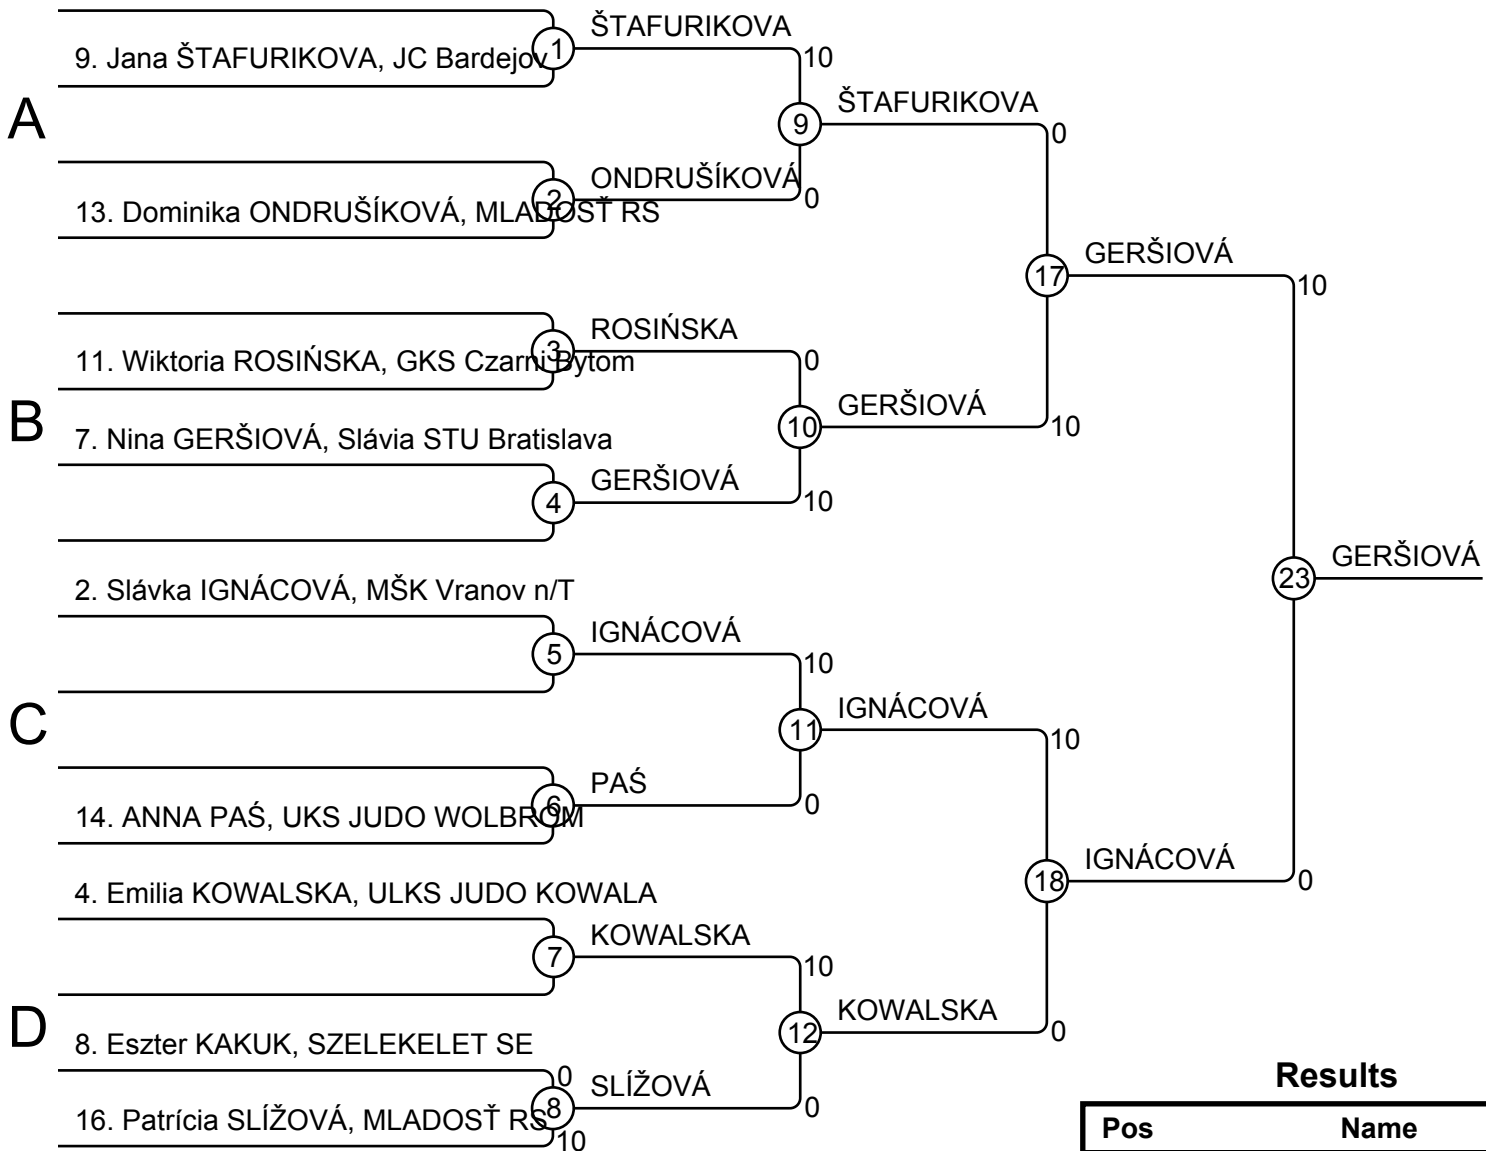 ŠTAFURIKOVA
9. Jana ŠTAFURIKOVA, JC Bardejov
1
10
A
ŠTAFURIKOVA
9
0
ONDRUŠÍKOVÁ
2
0
13. Dominika ONDRUŠÍKOVÁ, MLADOSŤ RS
GERŠIOVÁ
17
10
ROSIŃSKA
3
0
11. Wiktoria ROSIŃSKA, GKS Czarni Bytom
B
GERŠIOVÁ
10
10
7. Nina GERŠIOVÁ, Slávia STU Bratislava
GERŠIOVÁ
4
10
GERŠIOVÁ
23
2. Slávka IGNÁCOVÁ, MŠK Vranov n/T
IGNÁCOVÁ
5
10
C
IGNÁCOVÁ
11
10
PAŚ
6
0
14. ANNA PAŚ, UKS JUDO WOLBROM
IGNÁCOVÁ
18
0
4. Emilia KOWALSKA, ULKS JUDO KOWALA
KOWALSKA
7
10
D
KOWALSKA
12
0
8. Eszter KAKUK, SZELEKELET SE
0
SLÍŽOVÁ
8
0
16. Patrícia SLÍŽOVÁ, MLADOSŤ RS
10
Results
Pos Name